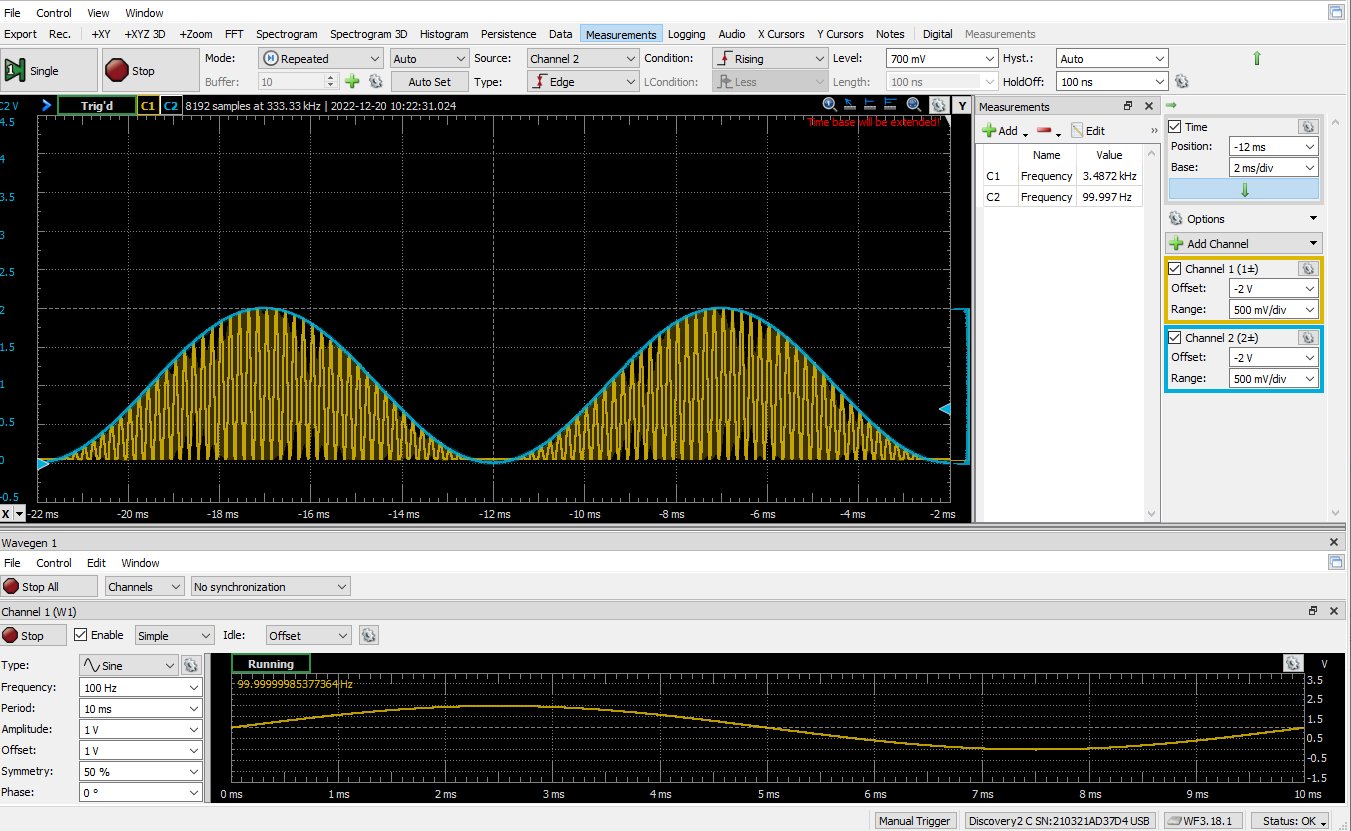 File Control View Window
Export Rec. +XY +XYZ 3D +Zoom FFT Spectrogram Spectrogram 3D Histogram Persistence Data Measurements Logging Audio X Cursors Y Cursors Notes Digital Measurements
Single Stop Mode: Repeated Auto Source: Channel 2 Condition: Rising Level: 700 mV Hyst.: Auto
Buffer: 10 Auto Set Type: Edge LCondition: Less Length: 100 ns HoldOff: 100 ns
C2 V Trig'd C1 C2 8192 samples at 333.33 kHz | 2022-12-20 10:22:31.024 Y
Time base will be extended!
4.5
4
3.5
3
2.5
2
1.5
1
0.5
0
-0.5
X -22 ms -20 ms -18 ms -16 ms -14 ms -12 ms -10 ms -8 ms -6 ms -4 ms -2 ms
Measurements
Add Edit »
Name Value
C1 Frequency 3.4872 kHz
C2 Frequency 99.997 Hz
Time
Position: -12 ms
Base: 2 ms/div
Options
Add Channel
Channel 1 (1±)
Offset: -2 V
Range: 500 mV/div
Channel 2 (2±)
Offset: -2 V
Range: 500 mV/div
Wavegen 1
File Control Edit Window
Stop All Channels No synchronization
Channel 1 (W1)
Stop Enable Simple Idle: Offset
Type: Sine
Frequency: 100 Hz
Period: 10 ms
Amplitude: 1 V
Offset: 1 V
Symmetry: 50 %
Phase: 0 °
Running V
99.99999985377364 Hz
3.5
2.5
1.5
0.5
-0.5
-1.5
0 ms 1 ms 2 ms 3 ms 4 ms 5 ms 6 ms 7 ms 8 ms 9 ms 10 ms
Manual Trigger Discovery2 C SN:210321AD37D4 USB WF3.18.1 Status: OK